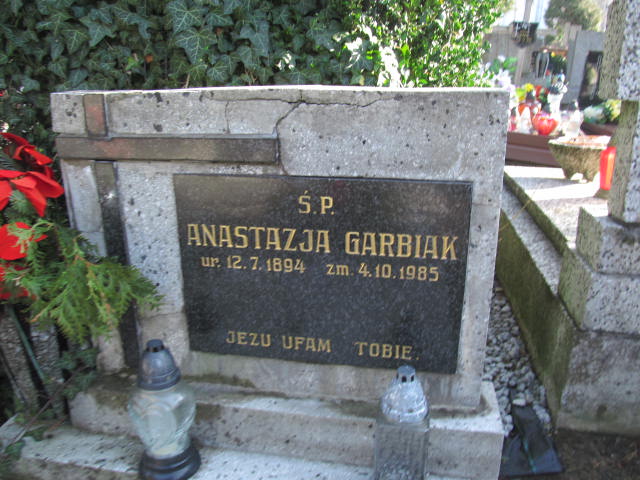 Ś.P.
ANASTAZJA GARBIAK
ur. 12.7.1894 zm. 4.10.1985
JEZU UFAM TOBIE.